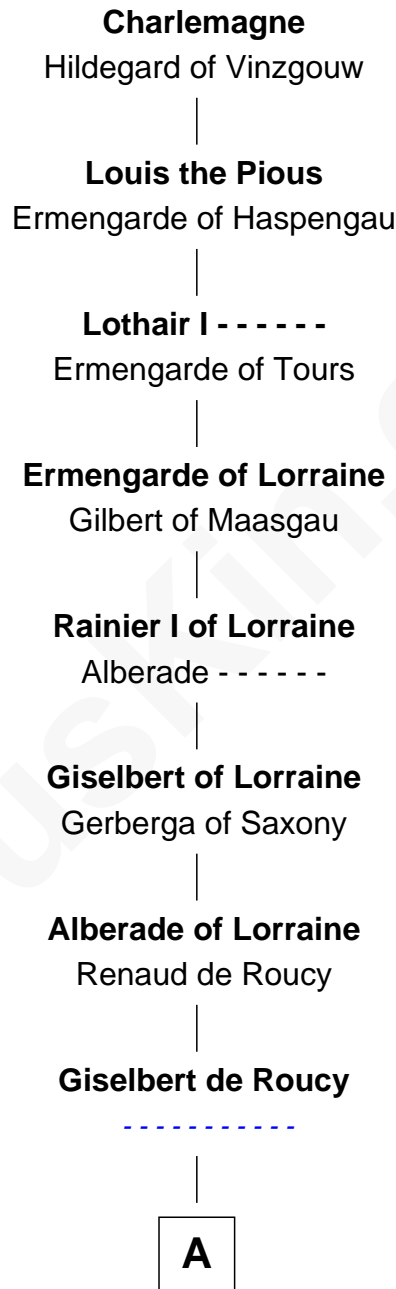 Charlemagne
Hildegard of Vinzgouw
Louis the Pious
Ermengarde of Haspengau
Lothair I - - - - - -
Ermengarde of Tours
Ermengarde of Lorraine
Gilbert of Maasgau
Rainier I of Lorraine
Alberade - - - - - -
Giselbert of Lorraine
Gerberga of Saxony
Alberade of Lorraine
Renaud de Roucy
Giselbert de Roucy
- - - - - - - - - - -
A